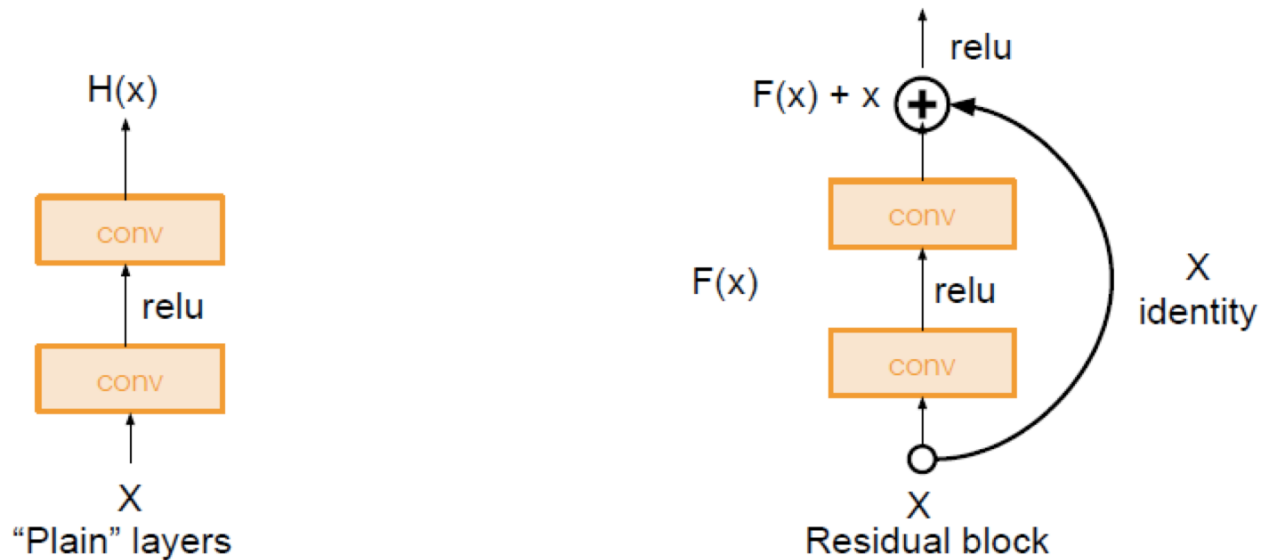 H(x)
conv
relu
conv
X
“Plain” layers
relu
F(x) + x
conv
F(x)
relu
X
identity
conv
X
Residual block